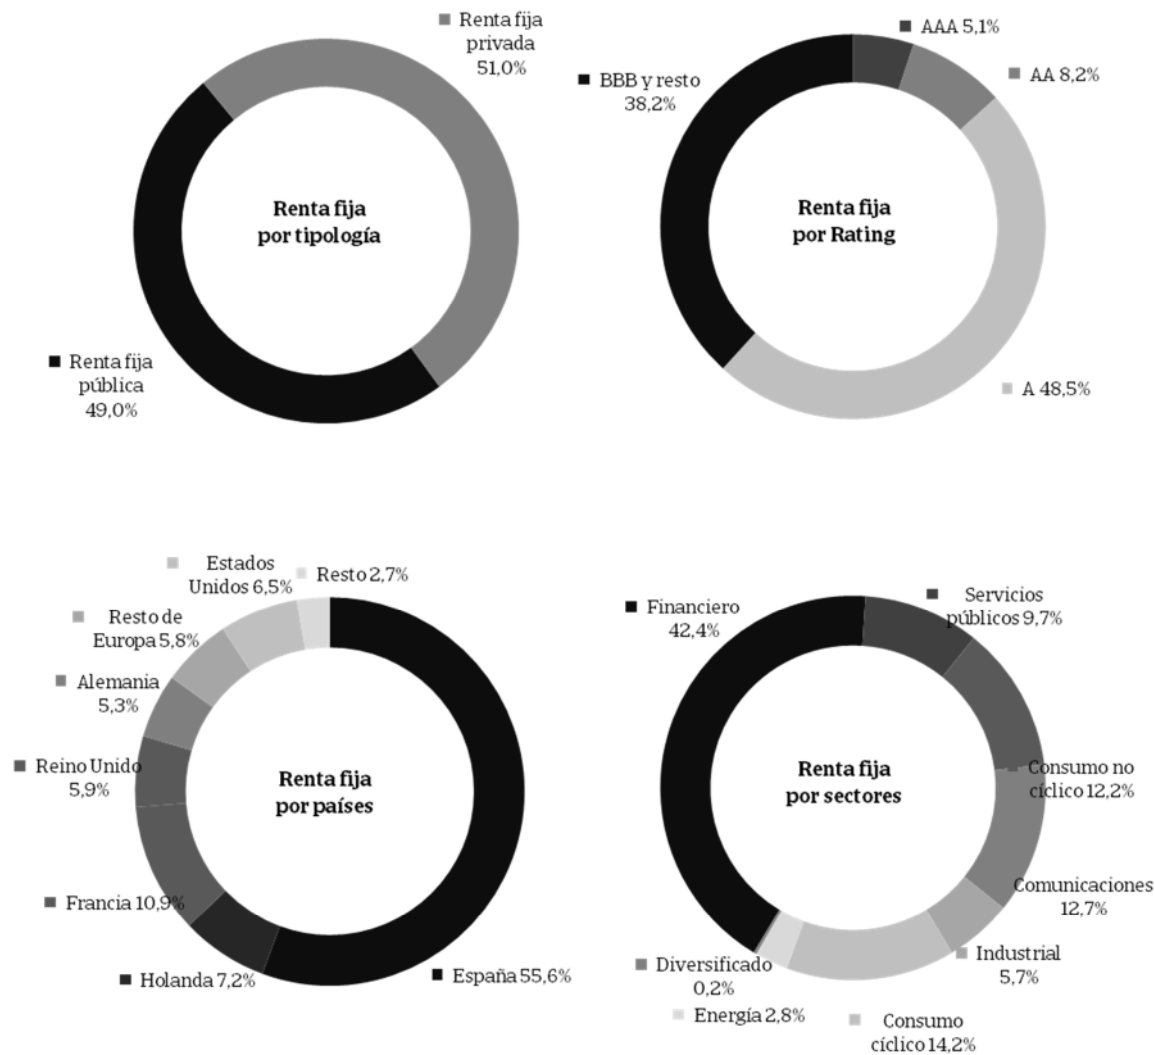 Renta fija
privada
51,0%
Renta fija
por tipología
Renta fija
pública
49,0%
AAA 5,1%
AA 8,2%
BBB y resto
38,2%
Renta fija
por Rating
A 48,5%
Estados
Unidos 6,5%
Resto 2,7%
Resto de
Europa 5,8%
Alemania
5,3%
Reino Unido
5,9%
Renta fija
por países
Francia 10,9%
Holanda 7,2%
España 55,6%
Financiero
42,4%
Servicios
públicos 9,7%
Consumo no
cíclico 12,2%
Renta fija
por sectores
Comunicaciones
12,7%
Industrial
5,7%
Diversificado
0,2%
Energía 2,8%
Consumo
cíclico 14,2%